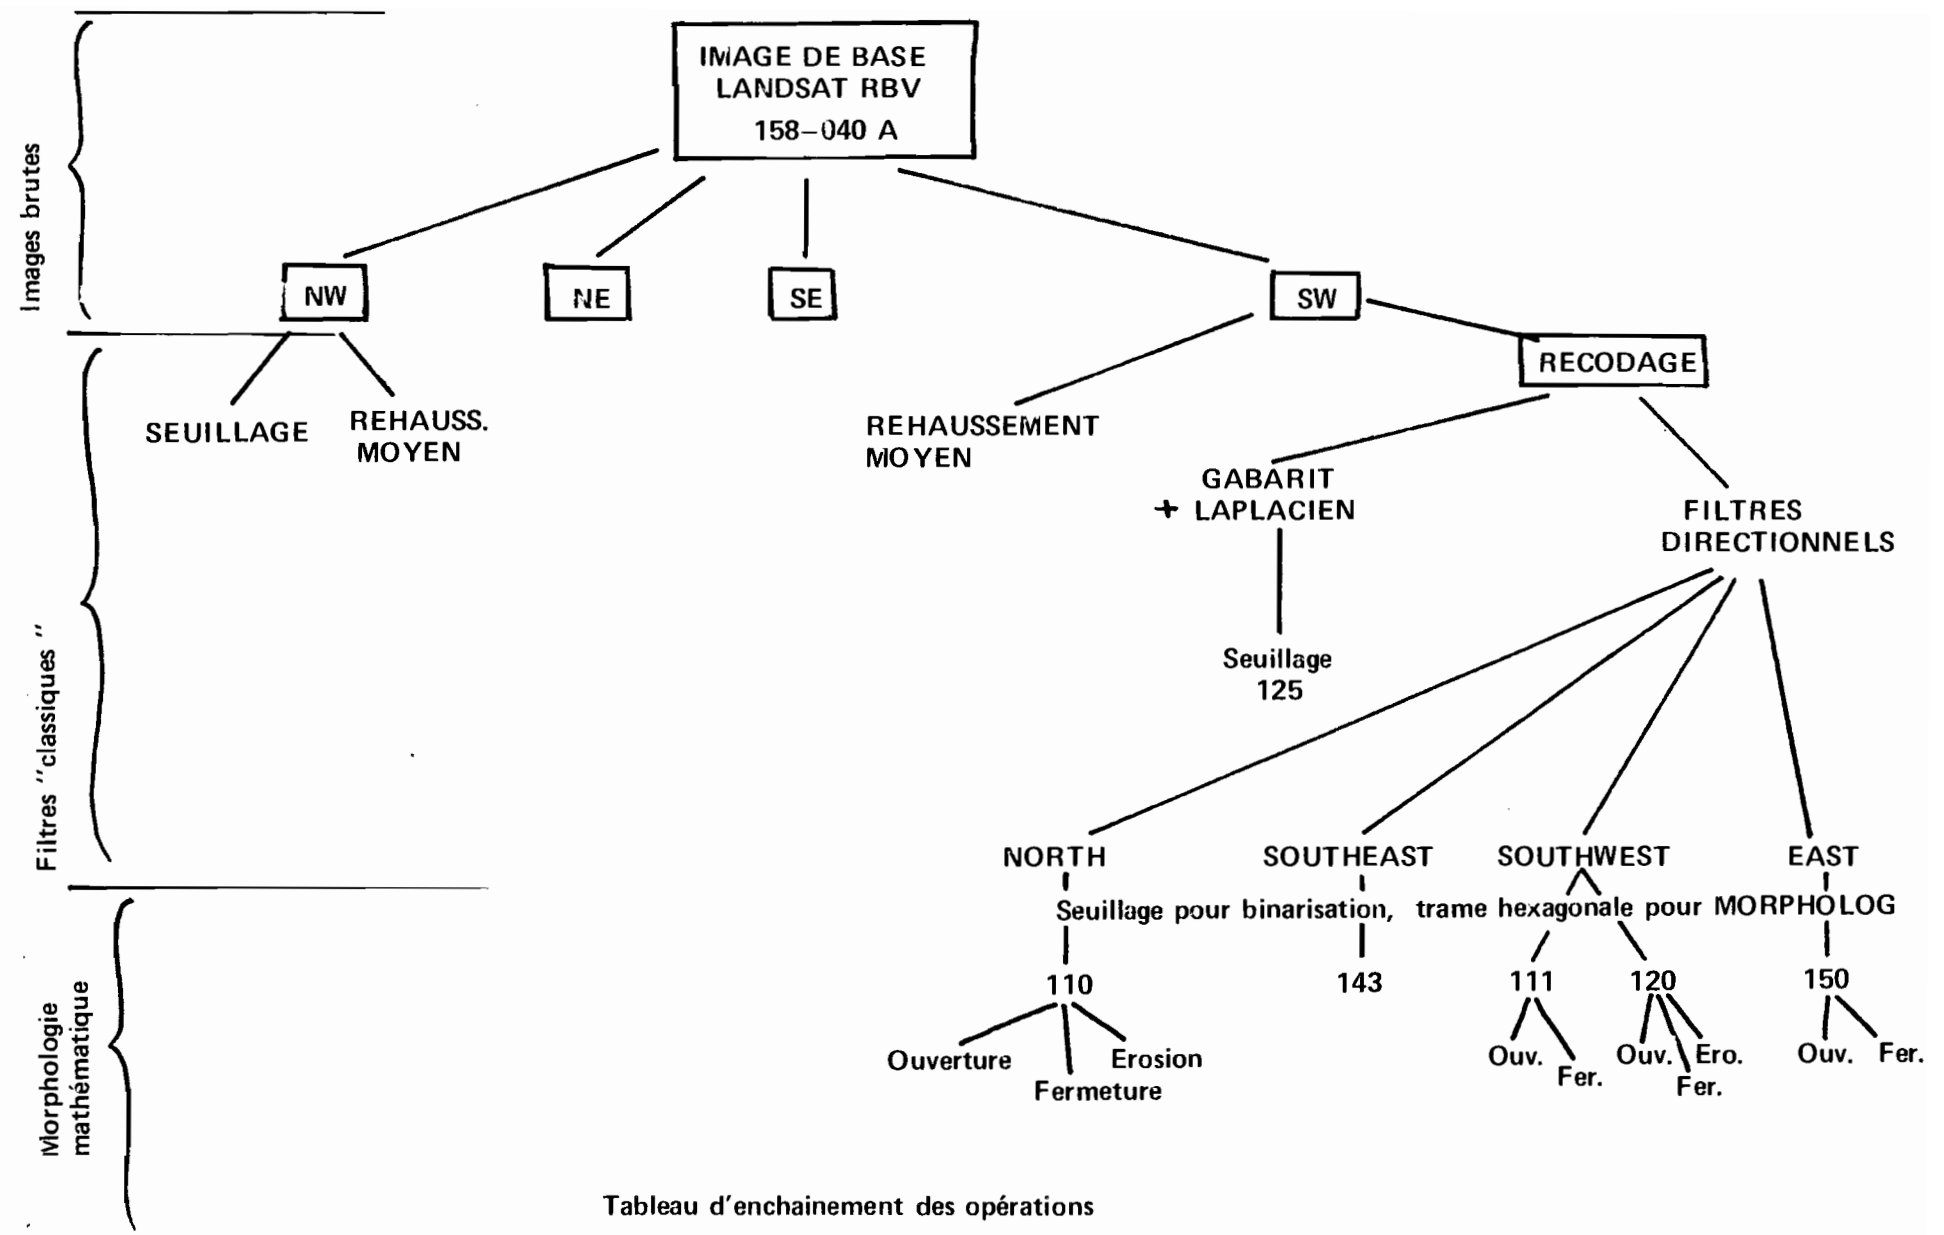 IMAGE DE BASE
LANDSAT RBV
158-040 A
Images brutes
NW
NE
SE
SW
RECODAGE
SEUILLAGE
REHAUSS.
MOYEN
REHAUSSEMENT
MOYEN
GABARIT
+ LAPLACIEN
FILTRES
DIRECTIONNELS
Seuillage
125
Filtres "classiques"
NORTH
SOUTHEAST
SOUTHWEST
EAST
Seuillage pour binarisation, trame hexagonale pour MORPHOLOG
110
143
111
120
150
Morphologie
mathématique
Ouverture
Fermeture
Erosion
Ouv.
Fer.
Ouv.
Fer.
Ero.
Ouv.
Fer.
Tableau d'enchainement des opérations